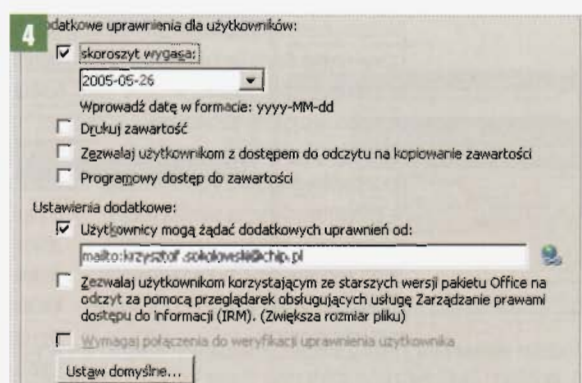 4
Dodatkowe uprawnienia dla użytkowników:
skoroszyt wygasa:
2005-05-26
Wprowadź datę w formacie: yyyy-MM-dd
Drukuj zawartość
Zezwalaj użytkownikom z dostępem do odczytu na kopiowanie zawartości
Programowy dostęp do zawartości
Ustawienia dodatkowe:
Użytkownicy mogą żądać dodatkowych uprawnień od:
mailto:krzysztof.sokolowski@chip.pl
Zezwalaj użytkownikom korzystającym ze starszych wersji pakietu Office na
odczyt za pomocą przeglądarek obsługujących usługę Zarządzanie prawami
dostępu do informacji (IRM). (Zwiększa rozmiar pliku)
Wymagaj połączenia do weryfikacji uprawnienia użytkownika
Ustaw domyślne...